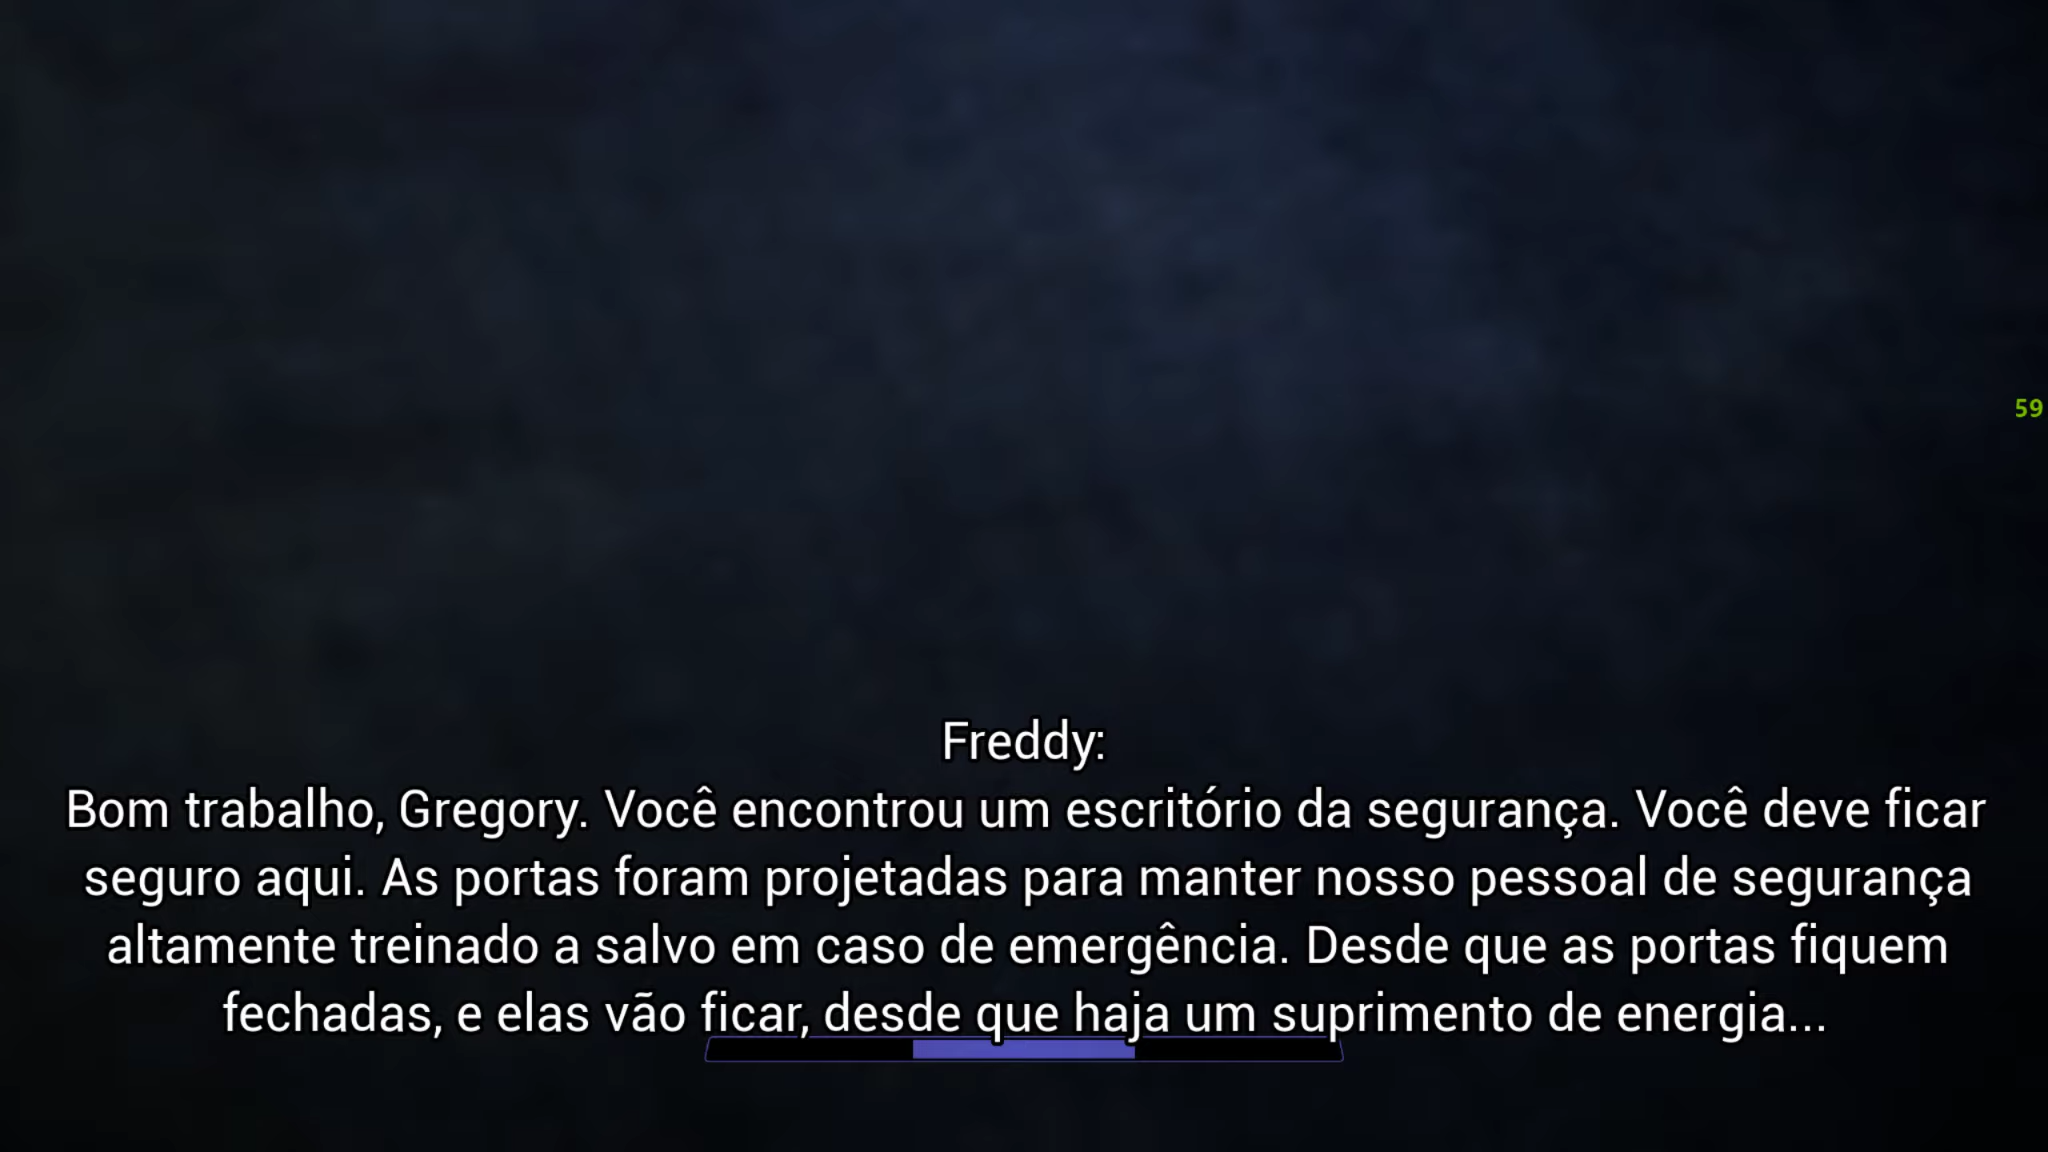 59
Freddy:
Bom trabalho, Gregory. Você encontrou um escritório da segurança. Você deve ficar
seguro aqui. As portas foram projetadas para manter nosso pessoal de segurança
altamente treinado a salvo em caso de emergência. Desde que as portas fiquem
fechadas, e elas vão ficar, desde que haja um suprimento de energia...